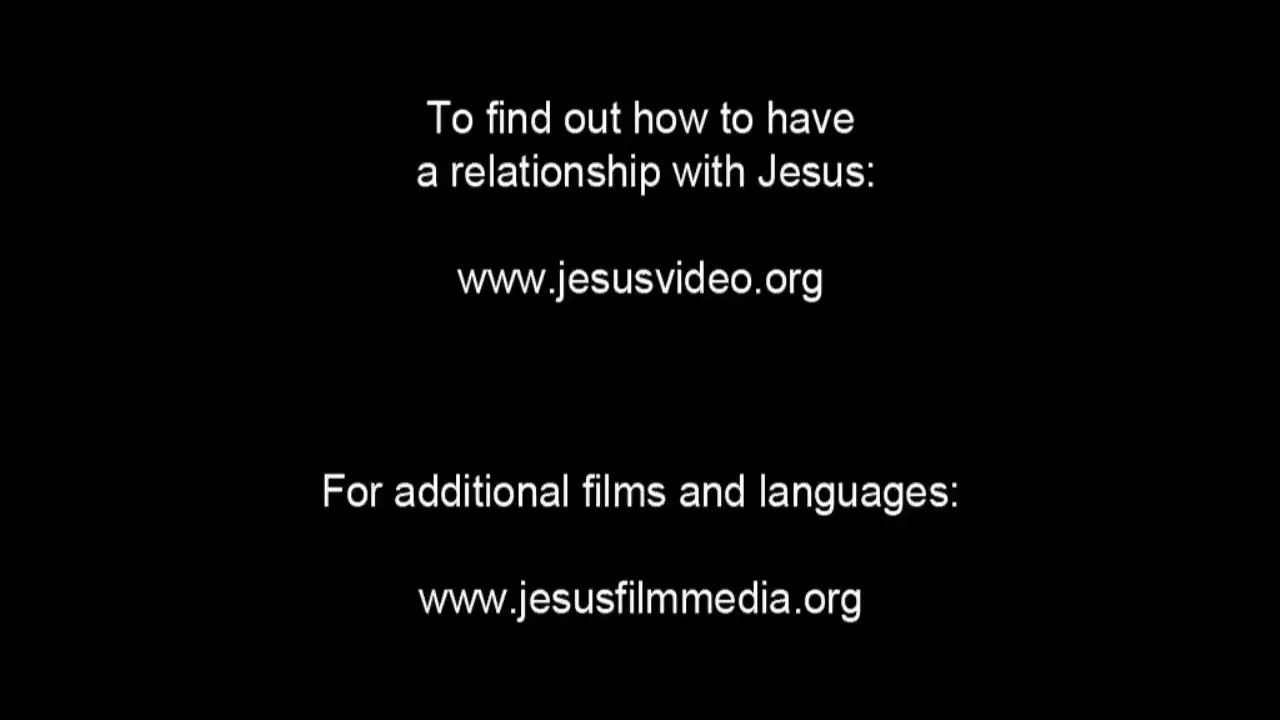 To find out how to have
a relationship with Jesus:
www.jesusvideo.org
For additional films and languages:
www.jesusfilmmedia.org